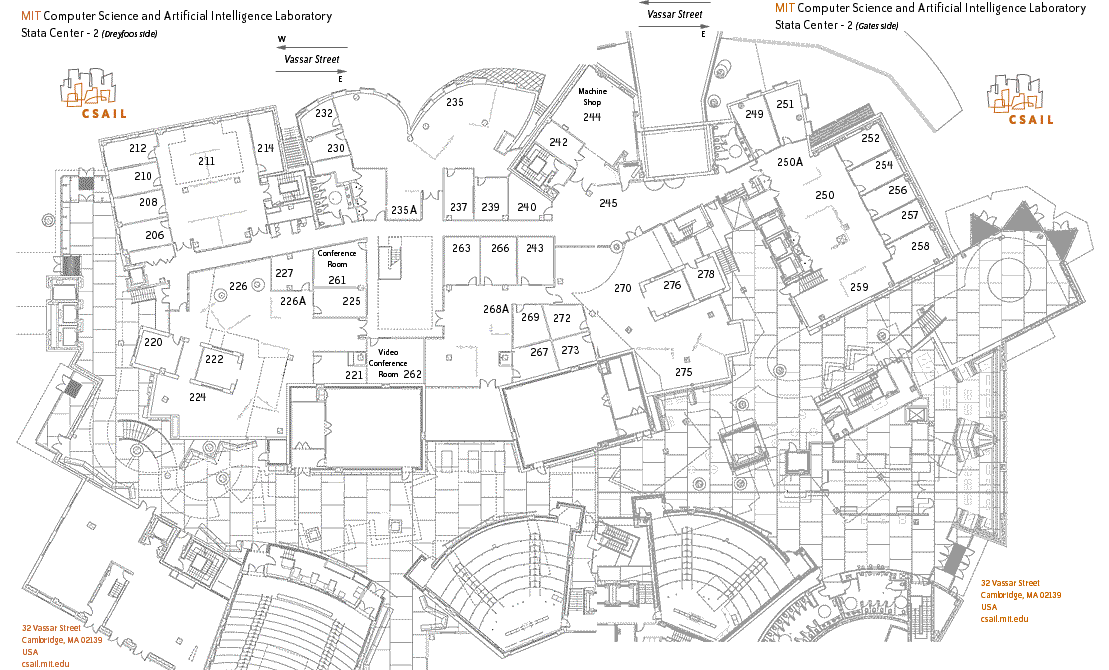 MIT Computer Science and Artificial Intelligence Laboratory
Stata Center - 2 (Dreyfoos side)
W
Vassar Street
E
Vassar Street
E
MIT Computer Science and Artificial Intelligence Laboratory
Stata Center - 2 (Gates side)
CSAIL
CSAIL
232
235
Machine
Shop
244
249
251
212
211
214
230
242
250A
252
210
254
208
235A
237
239
240
245
250
256
206
257
258
263
266
243
Conference
Room
261
227
226
226A
225
268A
269
272
270
276
278
259
220
222
267
273
Video
Conference
Room 262
221
275
224
32 Vassar Street
Cambridge, MA 02139
USA
csail.mit.edu
32 Vassar Street
Cambridge, MA 02139
USA
csail.mit.edu